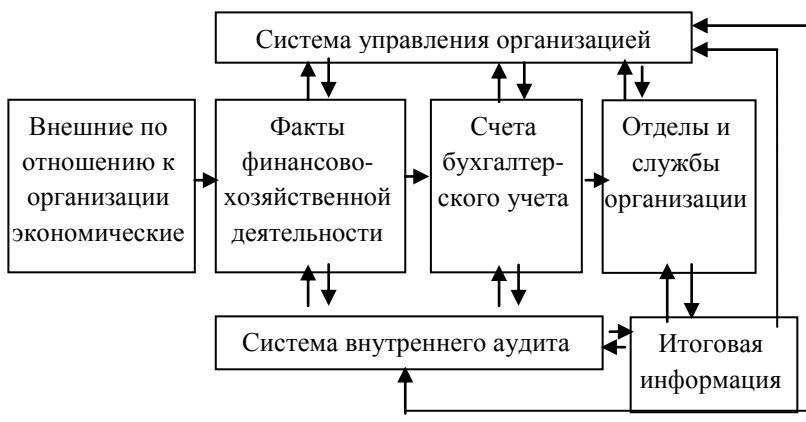 Система управления организацией
Внешние по
отношению к
организации
экономические
Факты
финансово-
хозяйственной
деятельности
Счета
бухгалтер-
ского учета
Отделы и
службы
организации
Система внутреннего аудита
Итоговая
информация